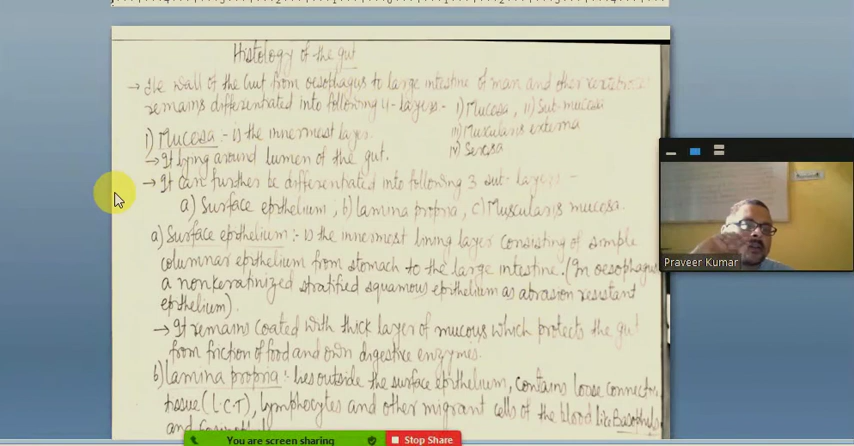 Histology of the gut
→ The wall of the Gut from oesophagus to large intestine of man and other vertebrates
remains differentiated into following 4-layers- i) Mucosa, ii) Sub-mucosa
iii) Muscularis externa
iv) Serosa
i) Mucosa - is the innermost layer.
→ It lying around lumen of the gut.
→ It can further be differentiated into following 3 sub-layers -
a) Surface epithelium, b) lamina propria, c) Muscularis mucosa.
a) Surface epithelium :- is the innermost lining layer consisting of simple
columnar epithelium from stomach to the large intestine. (In oesophagus
a nonkeratinized stratified squamous epithelium as abrasion resistant
epithelium).
→ It remains coated with thick layer of mucous which protects the gut
from friction of food and own digestive enzymes.
b) lamina propria :- lies outside the surface epithelium, contains loose connective
tissue (L.C.T), lymphocytes and other migrant cells of the blood like Basophils
and
Praveer Kumar
You are screen sharing
Stop Share